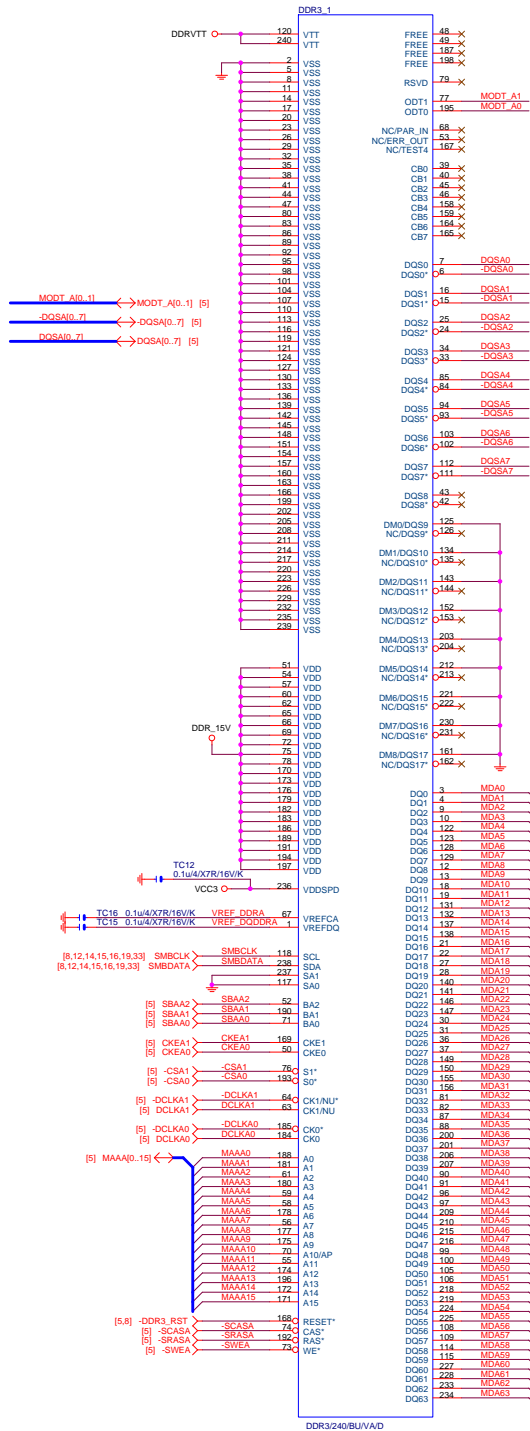 DDR3_1
DDRVTT
120 VTT
240 VTT
2 VSS
5 VSS
8 VSS
11 VSS
14 VSS
17 VSS
20 VSS
23 VSS
26 VSS
29 VSS
32 VSS
35 VSS
38 VSS
41 VSS
44 VSS
47 VSS
80 VSS
83 VSS
86 VSS
89 VSS
92 VSS
95 VSS
98 VSS
101 VSS
104 VSS
107 VSS
110 VSS
113 VSS
116 VSS
119 VSS
121 VSS
124 VSS
127 VSS
130 VSS
133 VSS
136 VSS
139 VSS
142 VSS
145 VSS
148 VSS
151 VSS
154 VSS
157 VSS
160 VSS
163 VSS
166 VSS
199 VSS
202 VSS
205 VSS
208 VSS
211 VSS
214 VSS
217 VSS
220 VSS
223 VSS
226 VSS
229 VSS
232 VSS
235 VSS
239 VSS
MODT_A[0..1] MODT_A[0..1] [5]
-DQSA[0..7] -DQSA[0..7] [5]
DQSA[0..7] DQSA[0..7] [5]
DDR_15V
51 VDD
54 VDD
57 VDD
60 VDD
62 VDD
65 VDD
66 VDD
69 VDD
72 VDD
75 VDD
78 VDD
170 VDD
173 VDD
176 VDD
179 VDD
182 VDD
183 VDD
186 VDD
189 VDD
191 VDD
194 VDD
197 VDD
TC12
0.1u/4/X7R/16V/K
VCC3 236 VDDSPD
TC16 0.1u/4/X7R/16V/K VREF_DDRA 67 VREFCA
TC15 0.1u/4/X7R/16V/K VREF_DQDDRA 1 VREFDQ
[8,12,14,15,16,19,33] SMBCLK SMBCLK 118 SCL
[8,12,14,15,16,19,33] SMBDATA SMBDATA 238 SDA
237 SA1
117 SA0
[5] SBAA2 SBAA2 52 BA2
[5] SBAA1 SBAA1 190 BA1
[5] SBAA0 SBAA0 71 BA0
[5] CKEA1 CKEA1 169 CKE1
[5] CKEA0 CKEA0 50 CKE0
[5] -CSA1 -CSA1 76 S1*
[5] -CSA0 -CSA0 193 S0*
[5] -DCLKA1 -DCLKA1 64 CK1/NU*
[5] DCLKA1 DCLKA1 63 CK1/NU
[5] -DCLKA0 -DCLKA0 185 CK0*
[5] DCLKA0 DCLKA0 184 CK0
[5] MAAA[0..15]
MAAA0 188 A0
MAAA1 181 A1
MAAA2 61 A2
MAAA3 180 A3
MAAA4 59 A4
MAAA5 58 A5
MAAA6 178 A6
MAAA7 56 A7
MAAA8 177 A8
MAAA9 175 A9
MAAA10 70 A10/AP
MAAA11 55 A11
MAAA12 174 A12
MAAA13 196 A13
MAAA14 172 A14
MAAA15 171 A15
[5,8] -DDR3_RST 168 RESET*
[5] -SCASA -SCASA 74 CAS*
[5] -SRASA -SRASA 192 RAS*
[5] -SWEA -SWEA 73 WE*
FREE 48
FREE 49
FREE 187
FREE 198
RSVD 79
ODT1 77 MODT_A1
ODT0 195 MODT_A0
NC/PAR_IN 68
NC/ERR_OUT 53
NC/TEST4 167
CB0 39
CB1 40
CB2 45
CB3 46
CB4 158
CB5 159
CB6 164
CB7 165
DQS0 7 DQSA0
DQS0* 6 -DQSA0
DQS1 16 DQSA1
DQS1* 15 -DQSA1
DQS2 25 DQSA2
DQS2* 24 -DQSA2
DQS3 34 DQSA3
DQS3* 33 -DQSA3
DQS4 85 DQSA4
DQS4* 84 -DQSA4
DQS5 94 DQSA5
DQS5* 93 -DQSA5
DQS6 103 DQSA6
DQS6* 102 -DQSA6
DQS7 112 DQSA7
DQS7* 111 -DQSA7
DQS8 43
DQS8* 42
DM0/DQS9 125
NC/DQS9* 126
DM1/DQS10 134
NC/DQS10* 135
DM2/DQS11 143
NC/DQS11* 144
DM3/DQS12 152
NC/DQS12* 153
DM4/DQS13 203
NC/DQS13* 204
DM5/DQS14 212
NC/DQS14* 213
DM6/DQS15 221
NC/DQS15* 222
DM7/DQS16 230
NC/DQS16* 231
DM8/DQS17 161
NC/DQS17* 162
DQ0 3 MDA0
DQ1 4 MDA1
DQ2 9 MDA2
DQ3 10 MDA3
DQ4 122 MDA4
DQ5 123 MDA5
DQ6 128 MDA6
DQ7 129 MDA7
DQ8 12 MDA8
DQ9 13 MDA9
DQ10 18 MDA10
DQ11 19 MDA11
DQ12 131 MDA12
DQ13 132 MDA13
DQ14 137 MDA14
DQ15 138 MDA15
DQ16 21 MDA16
DQ17 22 MDA17
DQ18 27 MDA18
DQ19 28 MDA19
DQ20 140 MDA20
DQ21 141 MDA21
DQ22 146 MDA22
DQ23 147 MDA23
DQ24 30 MDA24
DQ25 31 MDA25
DQ26 36 MDA26
DQ27 37 MDA27
DQ28 149 MDA28
DQ29 150 MDA29
DQ30 155 MDA30
DQ31 156 MDA31
DQ32 81 MDA32
DQ33 82 MDA33
DQ34 87 MDA34
DQ35 88 MDA35
DQ36 200 MDA36
DQ37 201 MDA37
DQ38 206 MDA38
DQ39 207 MDA39
DQ40 90 MDA40
DQ41 91 MDA41
DQ42 96 MDA42
DQ43 97 MDA43
DQ44 209 MDA44
DQ45 210 MDA45
DQ46 215 MDA46
DQ47 216 MDA47
DQ48 99 MDA48
DQ49 100 MDA49
DQ50 105 MDA50
DQ51 106 MDA51
DQ52 218 MDA52
DQ53 219 MDA53
DQ54 224 MDA54
DQ55 225 MDA55
DQ56 108 MDA56
DQ57 109 MDA57
DQ58 114 MDA58
DQ59 115 MDA59
DQ60 227 MDA60
DQ61 228 MDA61
DQ62 233 MDA62
DQ63 234 MDA63
DDR3/240/BU/VA/D